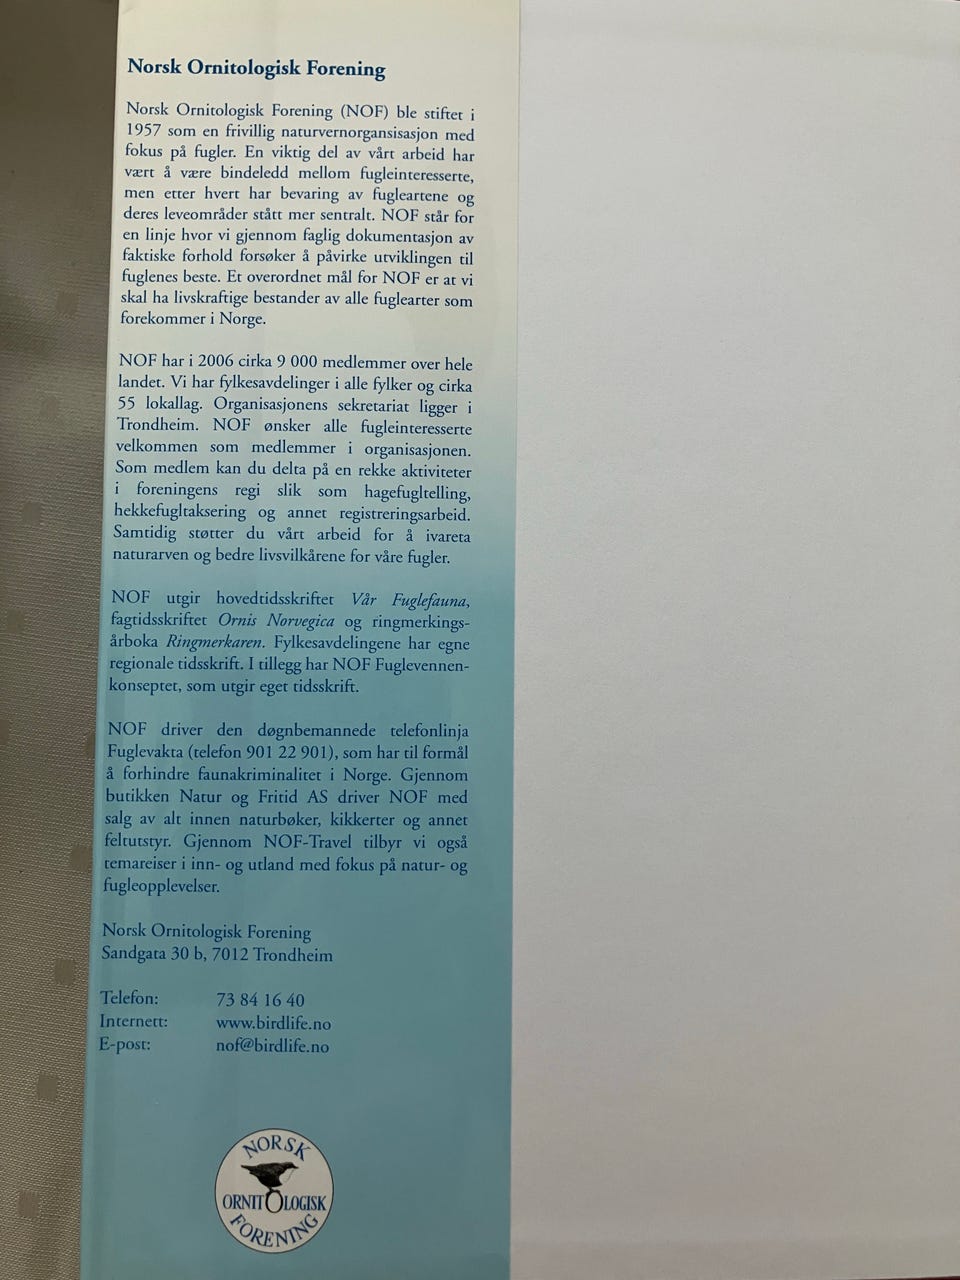 Norsk Ornitologisk Forening
Norsk Ornitologisk Forening (NOF) ble stiftet i
1957 som en frivillig naturvernorgansisasjon med
fokus på fugler. En viktig del av vårt arbeid har
vært å være bindeledd mellom fugleinteresserte,
men etter hvert har bevaring av fugleartene og
deres leveområder stått mer sentralt. NOF står for
en linje hvor vi gjennom faglig dokumentasjon av
faktiske forhold forsøker å påvirke utviklingen til
fuglenes beste. Et overordnet mål for NOF er at vi
skal ha livskraftige bestander av alle fuglearter som
forekommer i Norge.
NOF har i 2006 cirka 9 000 medlemmer over hele
landet. Vi har fylkesavdelinger i alle fylker og cirka
55 lokallag. Organisasjonens sekretariat ligger i
Trondheim. NOF ønsker alle fugleinteresserte
velkommen som medlemmer i organisasjonen.
Som medlem kan du delta på en rekke aktiviteter
i foreningens regi slik som hagefugltelling,
hekkefugltaksering og annet registreringsarbeid.
Samtidig støtter du vårt arbeid for å ivareta
naturarven og bedre livsvilkårene for våre fugler.
NOF utgir hovedtidsskriftet Vår Fuglefauna,
fagtidsskriftet Ornis Norvegica og ringmerkings-
årboka Ringmerkaren. Fylkesavdelingene har egne
regionale tidsskrift. I tillegg har NOF Fuglevennen-
konseptet, som utgir eget tidsskrift.
NOF driver den døgnbemannede telefonlinja
Fuglevakta (telefon 901 22 901), som har til formål
å forhindre faunakriminalitet i Norge. Gjennom
butikken Natur og Fritid AS driver NOF med
salg av alt innen naturbøker, kikkerter og annet
feltutstyr. Gjennom NOF-Travel tilbyr vi også
temareiser i inn- og utland med fokus på natur- og
fugleopplevelser.
Norsk Ornitologisk Forening
Sandgata 30 b, 7012 Trondheim
Telefon: 73 84 16 40
Internett: www.birdlife.no
E-post: nof@birdlife.no
NORSK
ORNITOLOGISK
FORENING